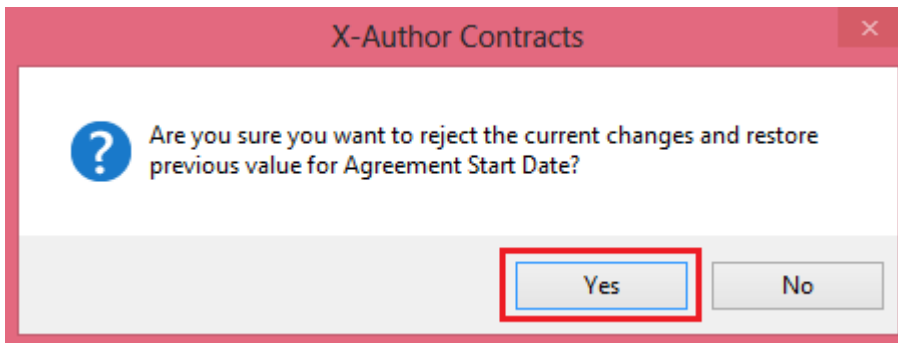 X-Author Contracts
Are you sure you want to reject the current changes and restore
previous value for Agreement Start Date?
Yes
No